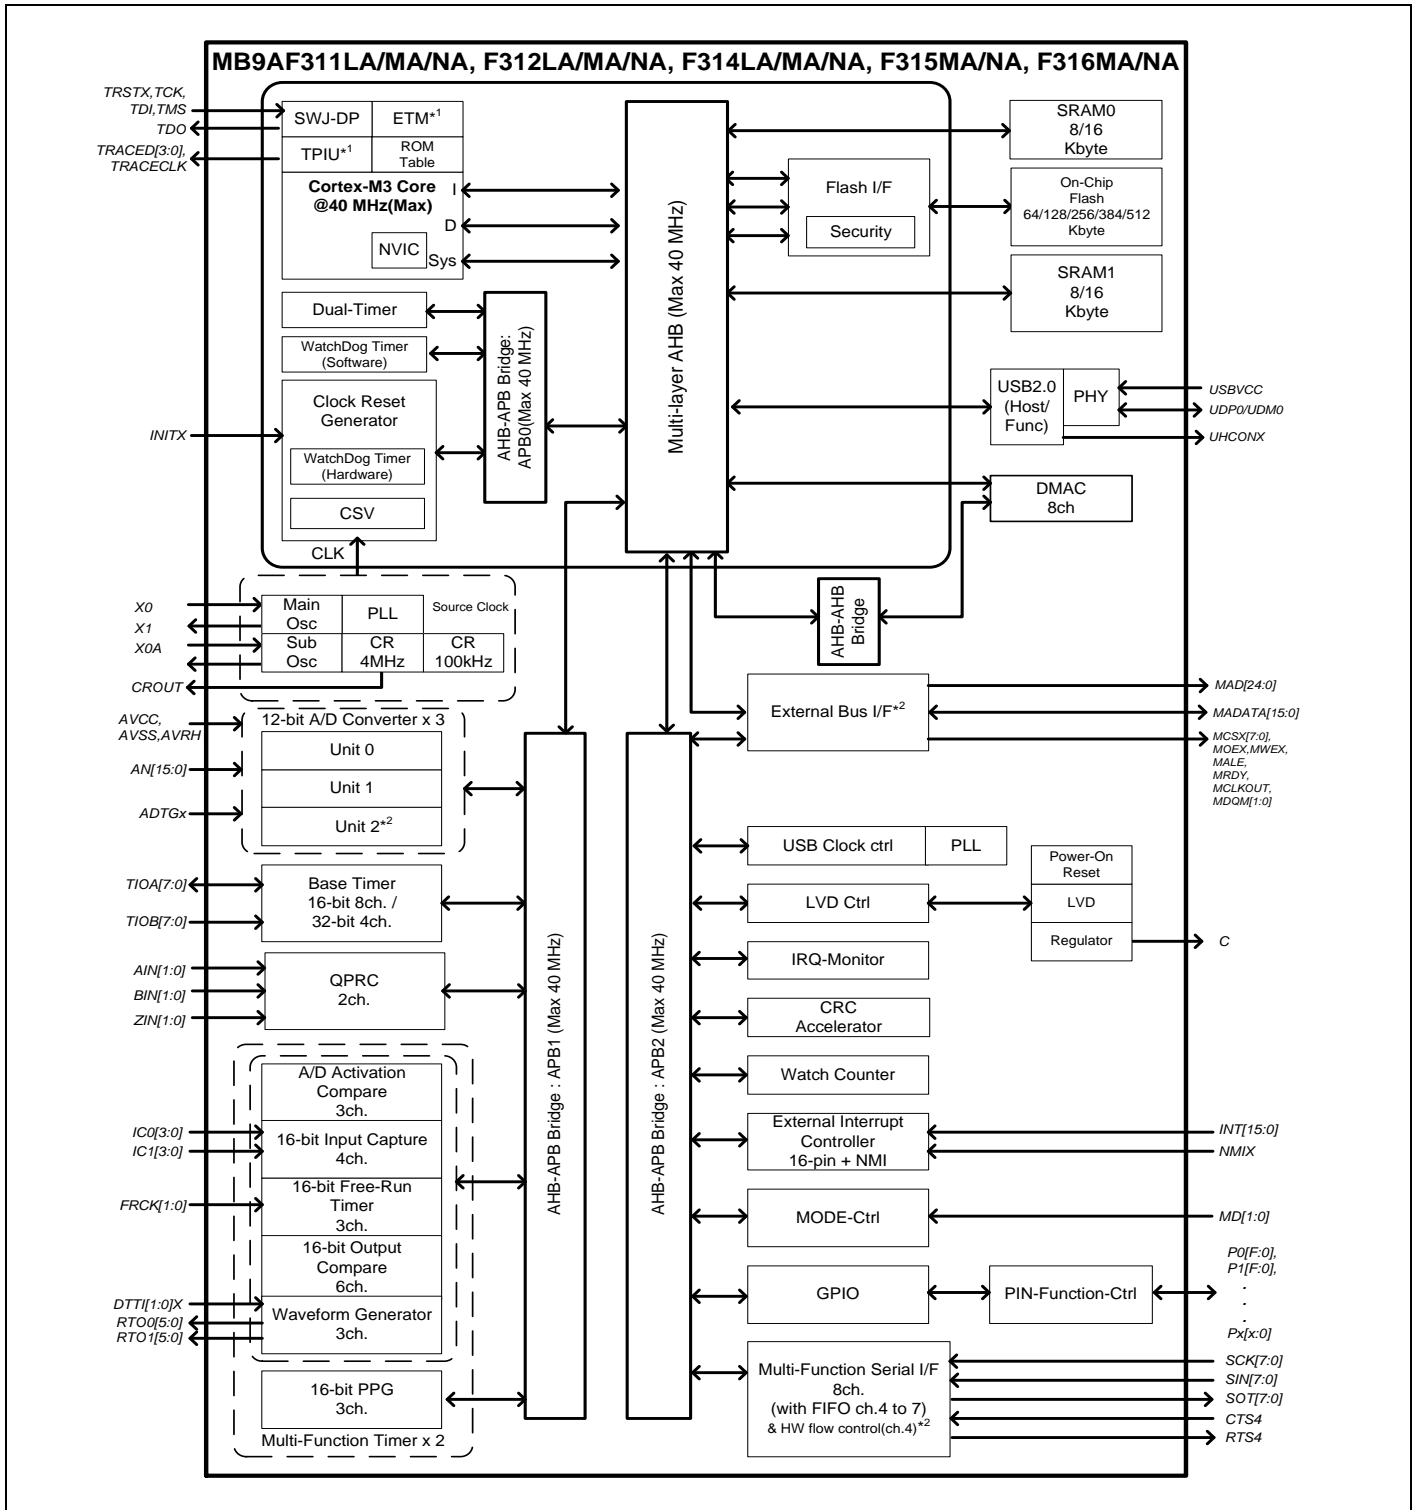 MB9AF311LA/MA/NA, F312LA/MA/NA, F314LA/MA/NA, F315MA/NA, F316MA/NA
TRSTX,TCK,
TDI,TMS
TDO
TRACED[3:0],
TRACECLK
SWJ-DP
ETM*1
TPIU*1
ROM
Table
Cortex-M3 Core
@40 MHz(Max)
I
D
NVIC
Sys
Dual-Timer
WatchDog Timer
(Software)
Clock Reset
Generator
INITX
WatchDog Timer
(Hardware)
CSV
CLK
AHB-APB Bridge:
APB0(Max 40 MHz)
Multi-layer AHB (Max 40 MHz)
Flash I/F
Security
SRAM0
8/16
Kbyte
On-Chip
Flash
64/128/256/384/512
Kbyte
SRAM1
8/16
Kbyte
USB2.0
(Host/
Func)
PHY
USBVCC
UDP0/UDM0
UHCONX
DMAC
8ch
AHB-AHB
Bridge
X0
X1
X0A
CROUT
Main
Osc
PLL
Source Clock
Sub
Osc
CR
4MHz
CR
100kHz
AVCC,
AVSS,AVRH
AN[15:0]
ADTGx
12-bit A/D Converter x 3
Unit 0
Unit 1
Unit 2*2
TIOA[7:0]
TIOB[7:0]
Base Timer
16-bit 8ch. /
32-bit 4ch.
AIN[1:0]
BIN[1:0]
ZIN[1:0]
QPRC
2ch.
A/D Activation
Compare
3ch.
IC0[3:0]
IC1[3:0]
16-bit Input Capture
4ch.
FRCK[1:0]
16-bit Free-Run
Timer
3ch.
16-bit Output
Compare
6ch.
DTTI[1:0]X
RTO0[5:0]
RTO1[5:0]
Waveform Generator
3ch.
16-bit PPG
3ch.
Multi-Function Timer x 2
AHB-APB Bridge : APB1 (Max 40 MHz)
AHB-APB Bridge : APB2 (Max 40 MHz)
External Bus I/F*2
MAD[24:0]
MADATA[15:0]
MCSX[7:0],
MOEX,MWEX,
MALE,
MRDY,
MCLKOUT,
MDQM[1:0]
USB Clock ctrl
PLL
LVD Ctrl
Power-On
Reset
LVD
Regulator
C
IRQ-Monitor
CRC
Accelerator
Watch Counter
External Interrupt
Controller
16-pin + NMI
INT[15:0]
NMIX
MODE-Ctrl
MD[1:0]
GPIO
PIN-Function-Ctrl
P0[F:0],
P1[F:0],
.
.
.
Px[x:0]
Multi-Function Serial I/F
8ch.
(with FIFO ch.4 to 7)
& HW flow control(ch.4)*2
SCK[7:0]
SIN[7:0]
SOT[7:0]
CTS4
RTS4